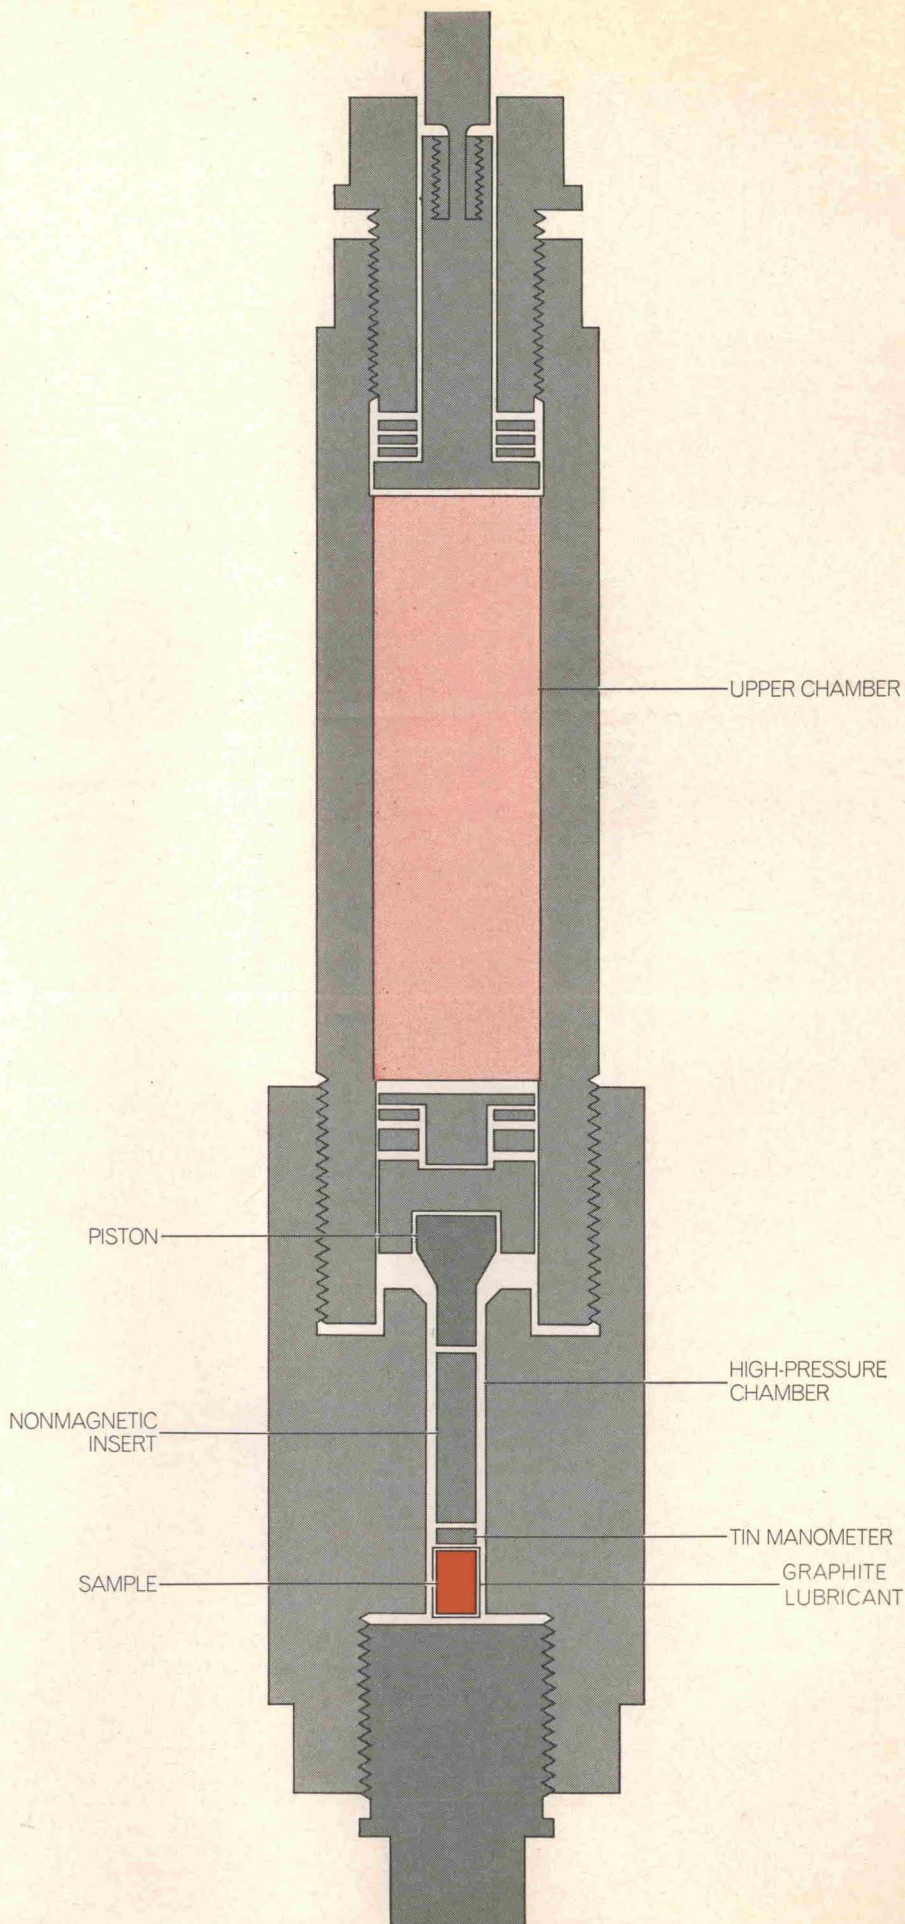 UPPER CHAMBER
PISTON
HIGH-PRESSURE
CHAMBER
NONMAGNETIC
INSERT
TIN MANOMETER
SAMPLE
GRAPHITE
LUBRICANT